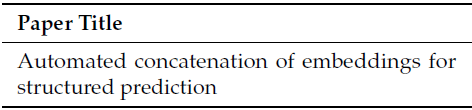 Paper Title
Automated concatenation of embeddings for
structured prediction